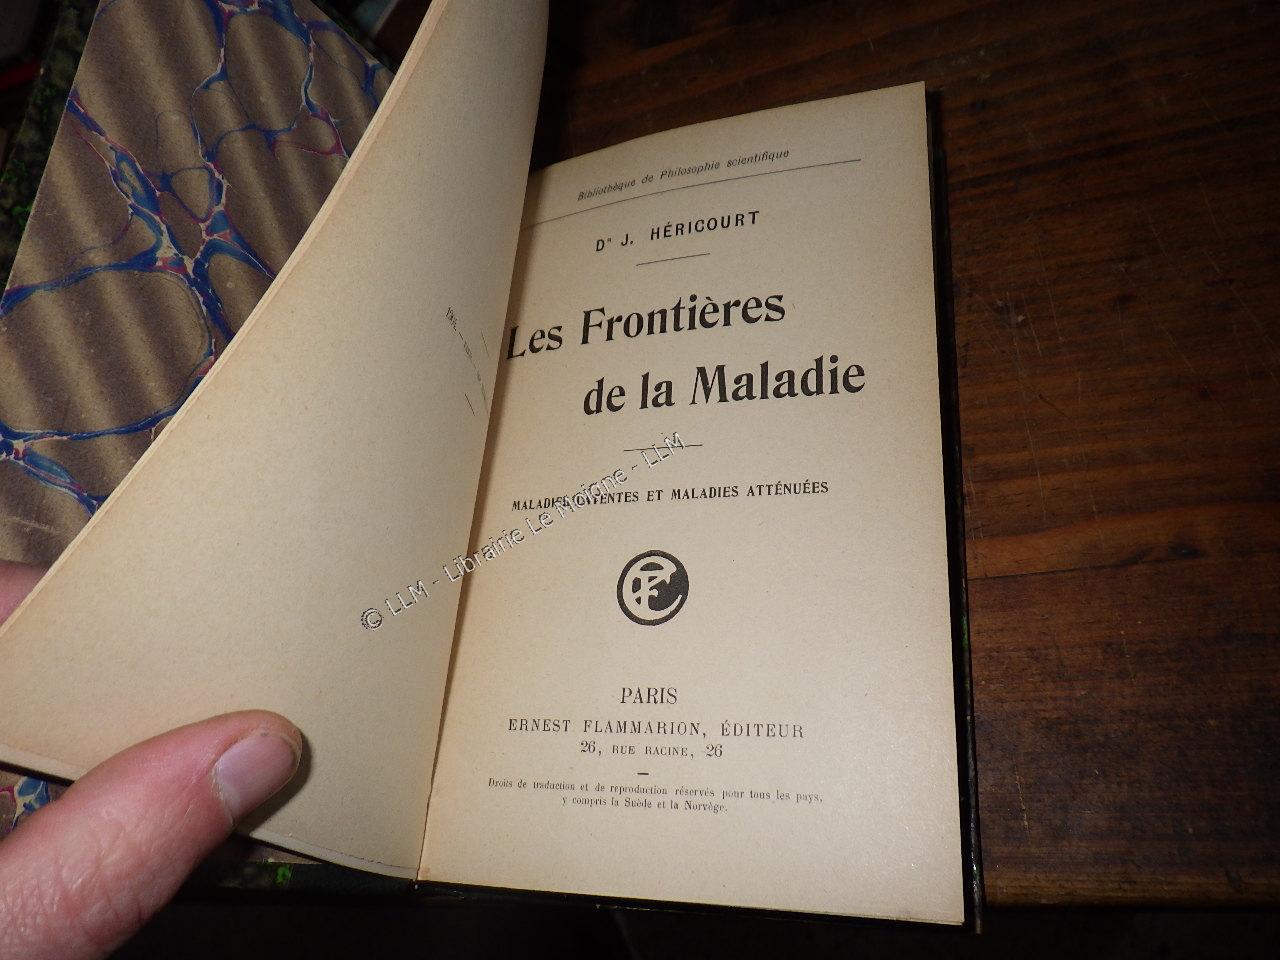 Bibliothèque de Philosophie scientifique
Dr J. HÉRICOURT
Les Frontières
de la Maladie
MALADIES LATENTES ET MALADIES ATTÉNUÉES
PARIS
ERNEST FLAMMARION, ÉDITEUR
26, RUE RACINE, 26
Droits de traduction et de reproduction réservés pour tous les pays,
y compris la Suède et la Norvège.
© LLM - Librairie Le Moigne - LLM